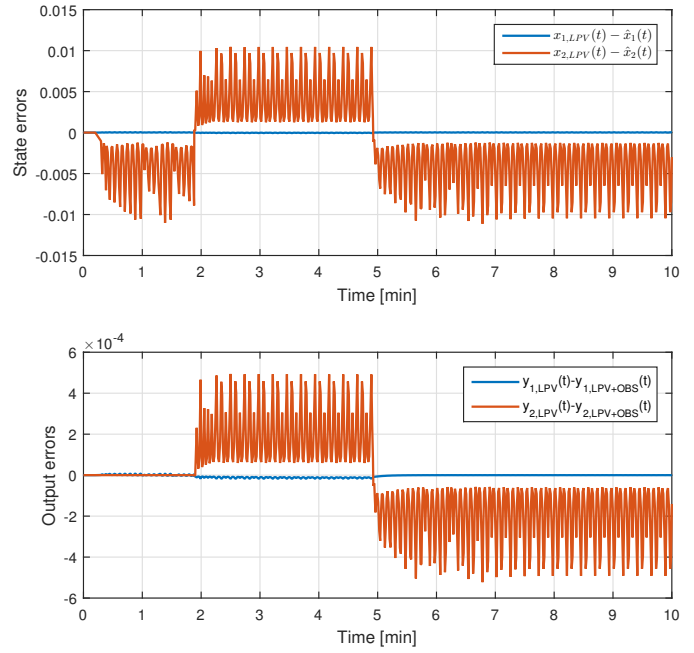 0.015
0.01
0.005
0
-0.005
-0.01
-0.015
State errors
x₁,LPV(t) − x̂₁(t)
x₂,LPV(t) − x̂₂(t)
0 1 2 3 4 5 6 7 8 9 10
Time [min]
×10⁻⁴
6
4
2
0
-2
-4
-6
Output errors
y₁,LPV(t)-y₁,LPV+OBS(t)
y₂,LPV(t)-y₂,LPV+OBS(t)
0 1 2 3 4 5 6 7 8 9 10
Time [min]